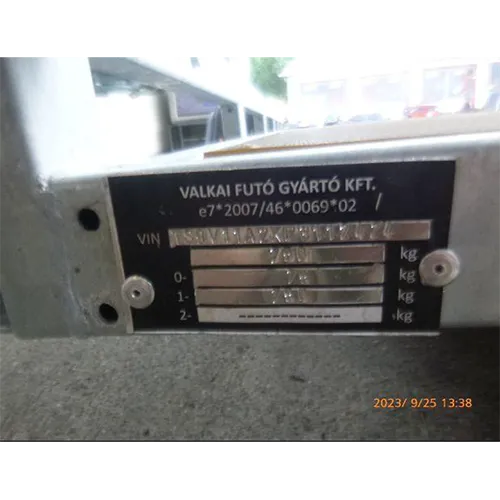 VALKAI FUTÓ GYÁRTÓ KFT.
e7*2007/46*0069*02 /
VIN
kg
0- kg
1- kg
2- ------------ kg
2023/ 9/25 13:38